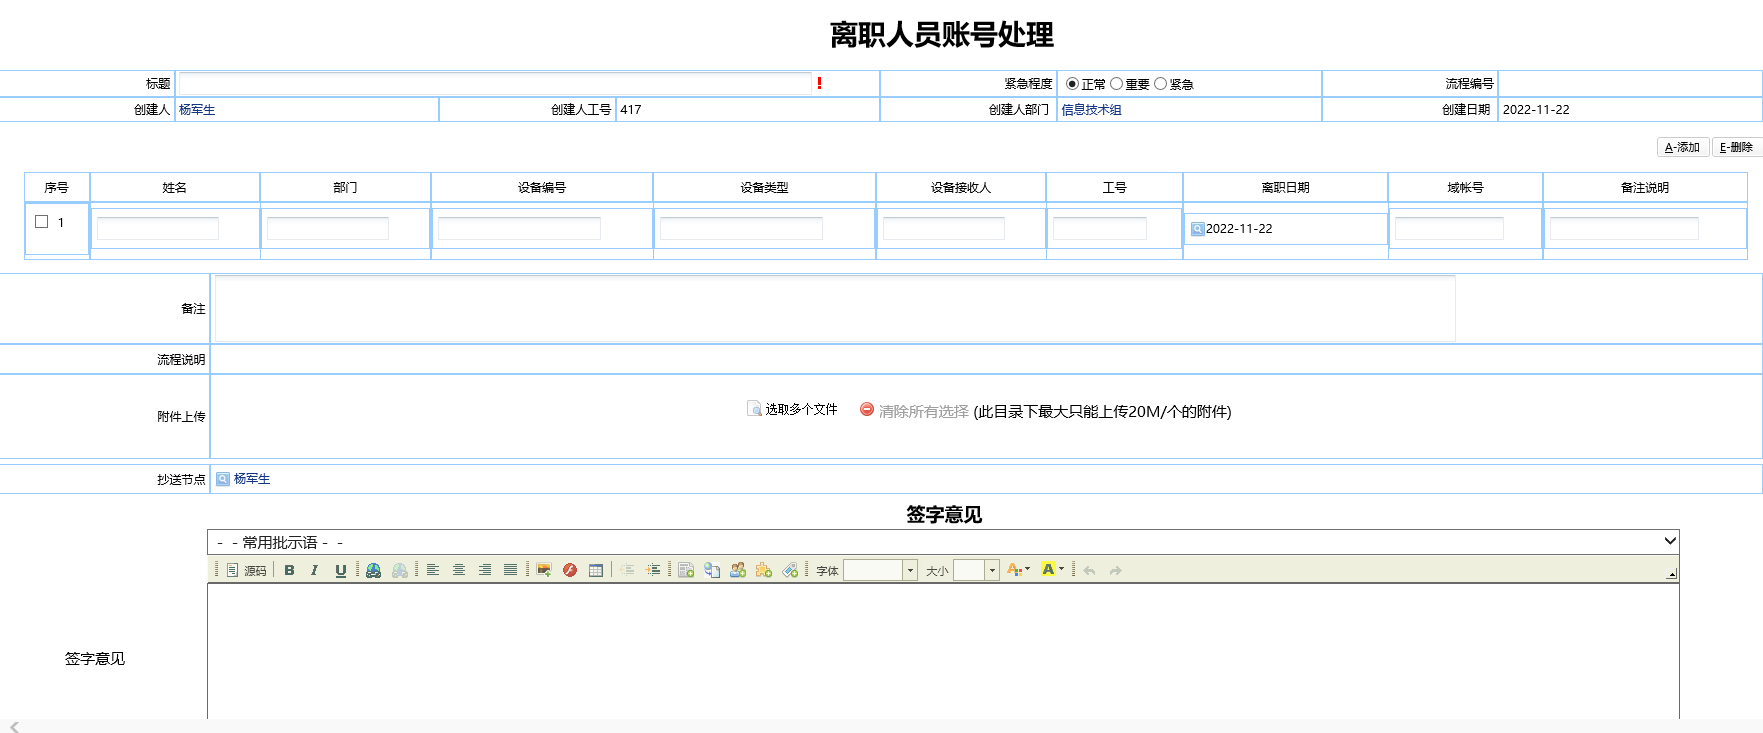 离职人员账号处理
标题 ! 紧急程度 正常 重要 紧急 流程编号
创建人 杨军生 创建人工号 417 创建人部门 信息技术组 创建日期 2022-11-22
A-添加 E-删除
序号 姓名 部门 设备编号 设备类型 设备接收人 工号 离职日期 域帐号 备注说明
1 2022-11-22
备注
流程说明
附件上传 选取多个文件 清除所有选择 (此目录下最大只能上传20M/个的附件)
抄送节点 杨军生
签字意见
- - 常用批示语 - -
源码 B I U 字体 大小 A A
签字意见